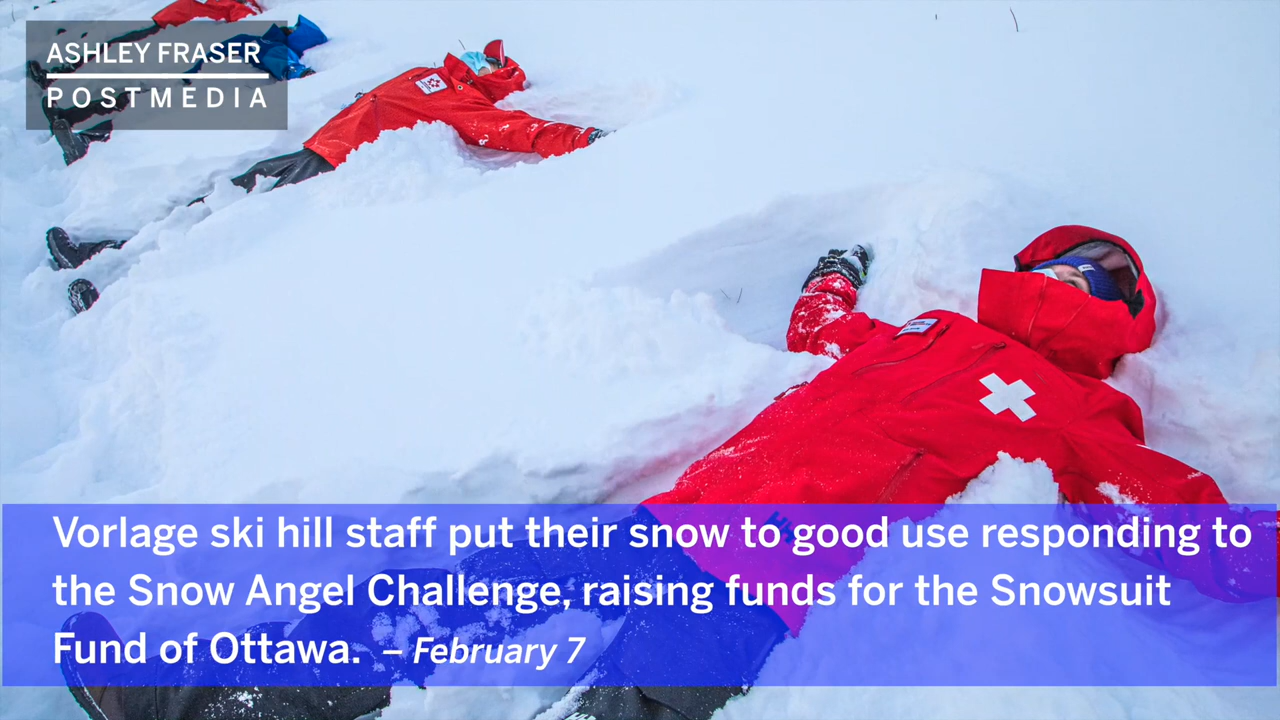 ASHLEY FRASER
POSTMEDIA
Vorlage ski hill staff put their snow to good use responding to
the Snow Angel Challenge, raising funds for the Snowsuit
Fund of Ottawa. – February 7